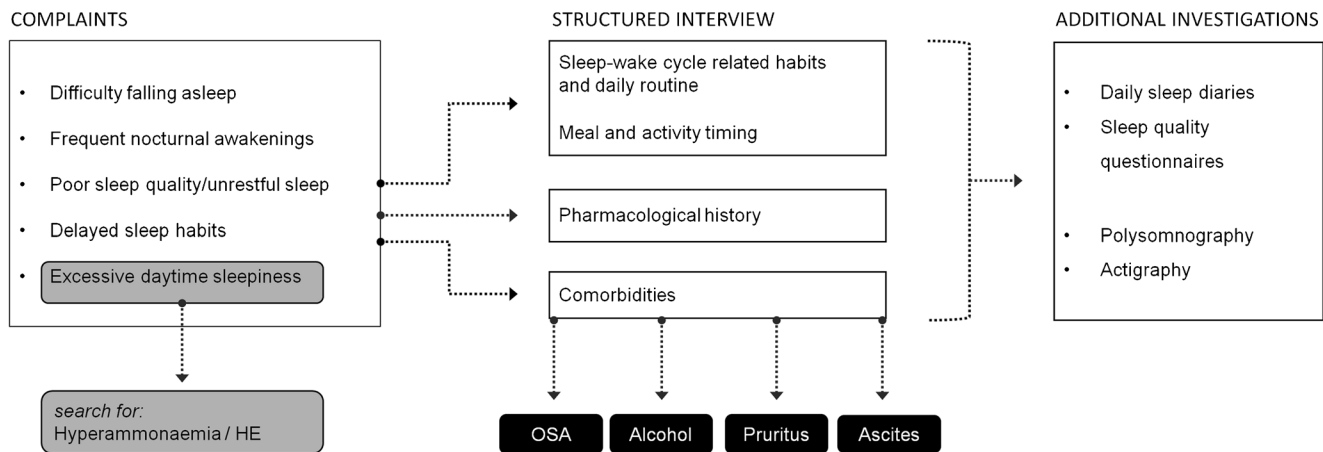 COMPLAINTS
• Difficulty falling asleep
• Frequent nocturnal awakenings
• Poor sleep quality/unrestful sleep
• Delayed sleep habits
• Excessive daytime sleepiness
search for:
Hyperammonaemia / HE
STRUCTURED INTERVIEW
Sleep-wake cycle related habits
and daily routine
Meal and activity timing
Pharmacological history
Comorbidities
OSA
Alcohol
Pruritus
Ascites
ADDITIONAL INVESTIGATIONS
• Daily sleep diaries
• Sleep quality
questionnaires
• Polysomnography
• Actigraphy